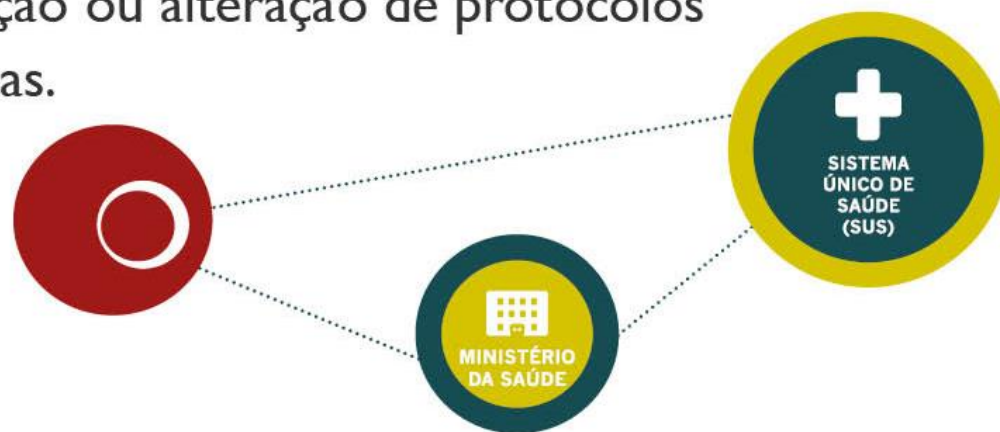 ção ou alteração de protocolos
as.
SISTEMA
ÚNICO DE
SAÚDE
(SUS)
MINISTÉRIO
DA SAÚDE